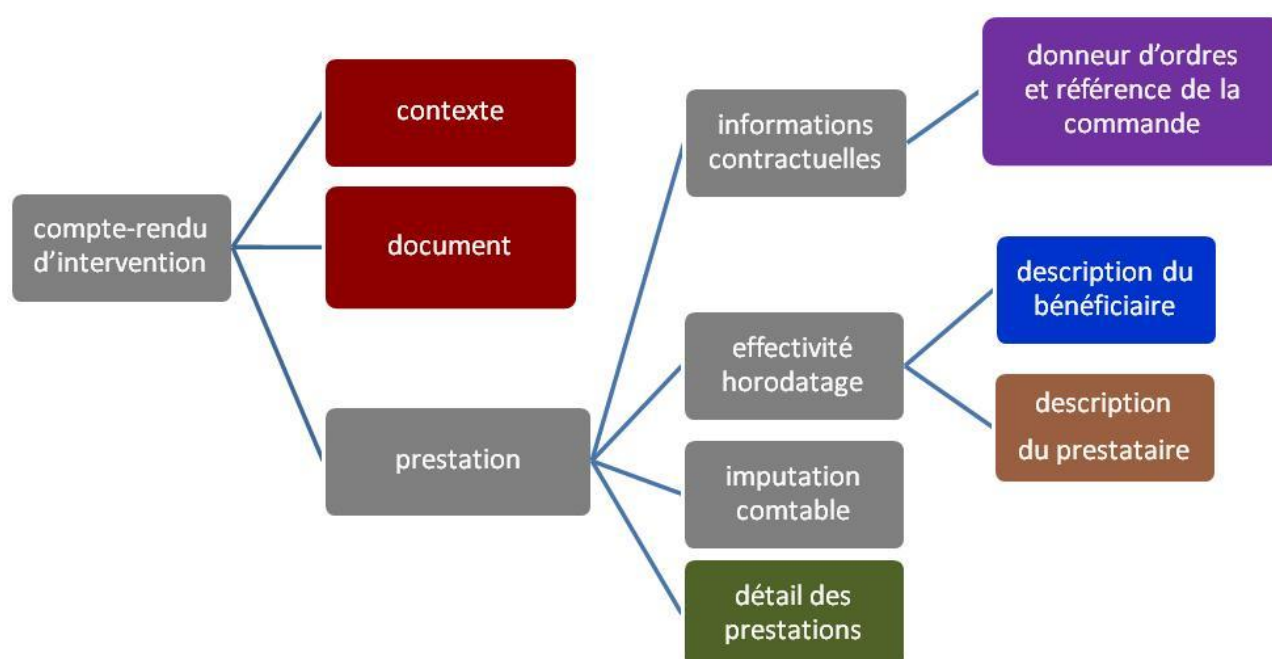 compte-rendu
d'intervention
contexte
document
prestation
informations
contractuelles
effectivité
horodatage
imputation
comtable
détail des
prestations
donneur d'ordres
et référence de la
commande
description du
bénéficiaire
description
du prestataire